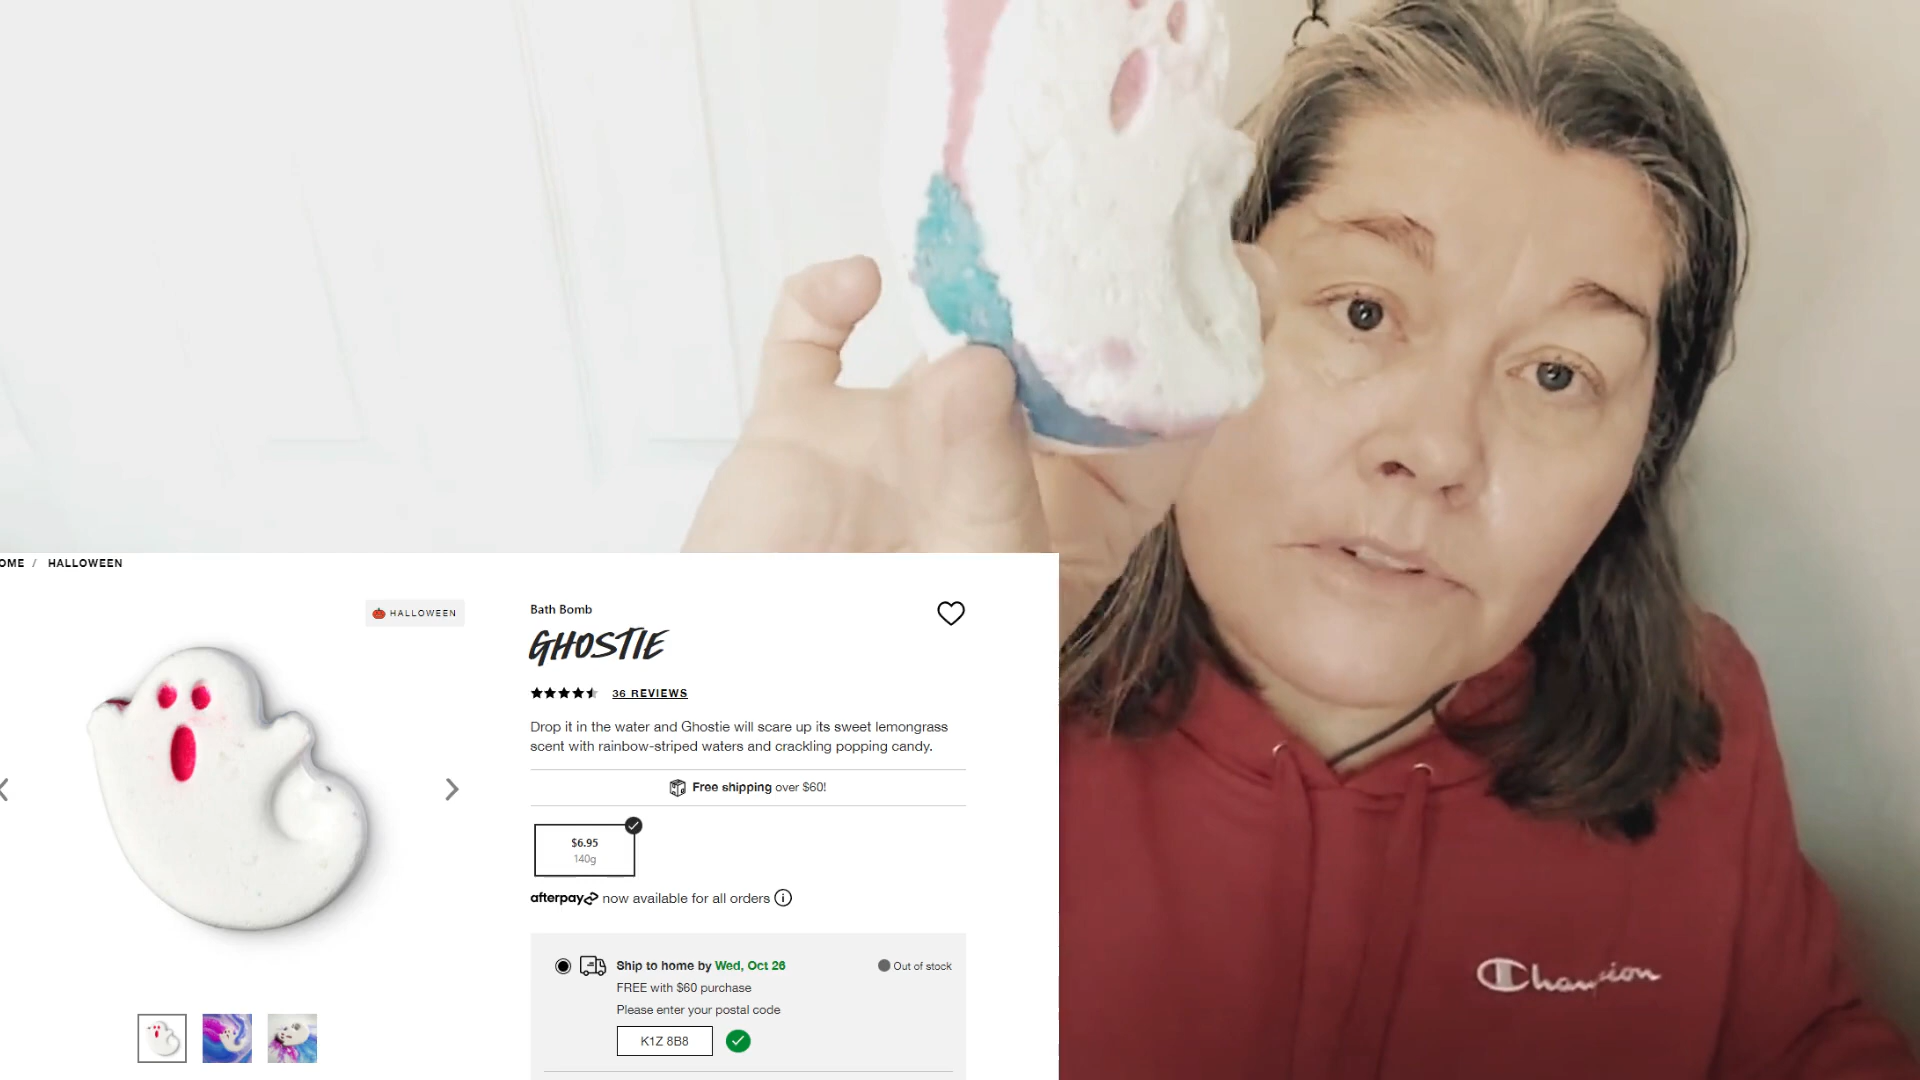 OME / HALLOWEEN
HALLOWEEN
Bath Bomb
GHOSTIE
36 REVIEWS
Drop it in the water and Ghostie will scare up its sweet lemongrass
scent with rainbow-striped waters and crackling popping candy.
Free shipping over $60!
$6.95
140g
afterpay now available for all orders
Ship to home by Wed, Oct 26
Out of stock
FREE with $60 purchase
Please enter your postal code
K1Z 8B8
Champion